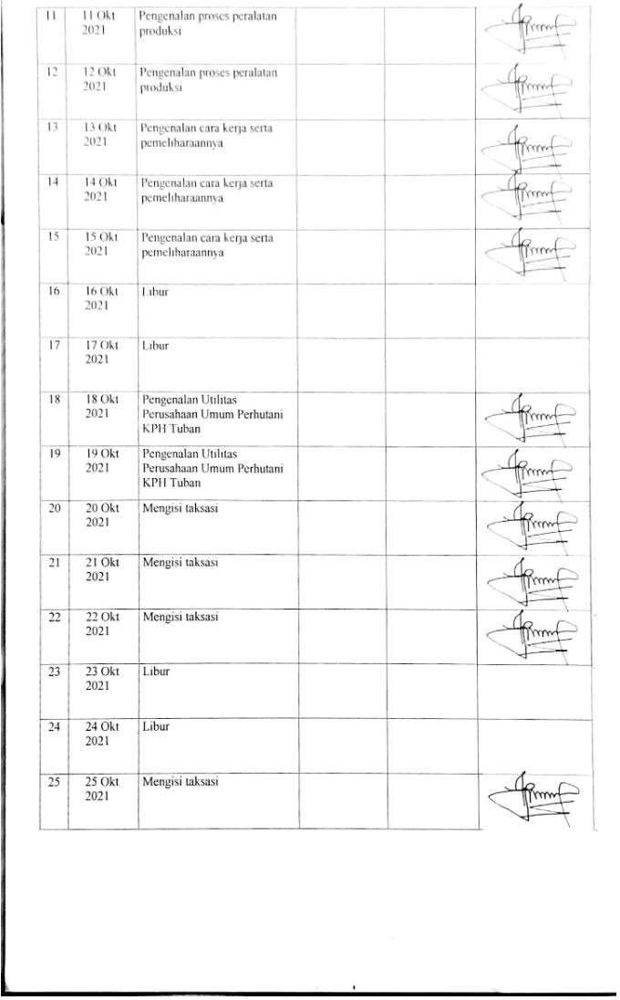 11 11 Okt Pengenalan proses peralatan
2021 produksi
12 12 Okt Pengenalan proses peralatan
2021 produksi
13 13 Okt Pengenalan cara kerja serta
2021 pemeliharaannya
14 14 Okt Pengenalan cara kerja serta
2021 pemeliharaannya
15 15 Okt Pengenalan cara kerja serta
2021 pemeliharaannya
16 16 Okt Libur
2021
17 17 Okt Libur
2021
18 18 Okt Pengenalan Utilitas
2021 Perusahaan Umum Perhutani
KPH Tuban
19 19 Okt Pengenalan Utilitas
2021 Perusahaan Umum Perhutani
KPH Tuban
20 20 Okt Mengisi taksasi
2021
21 21 Okt Mengisi taksasi
2021
22 22 Okt Mengisi taksasi
2021
23 23 Okt Libur
2021
24 24 Okt Libur
2021
25 25 Okt Mengisi taksasi
2021